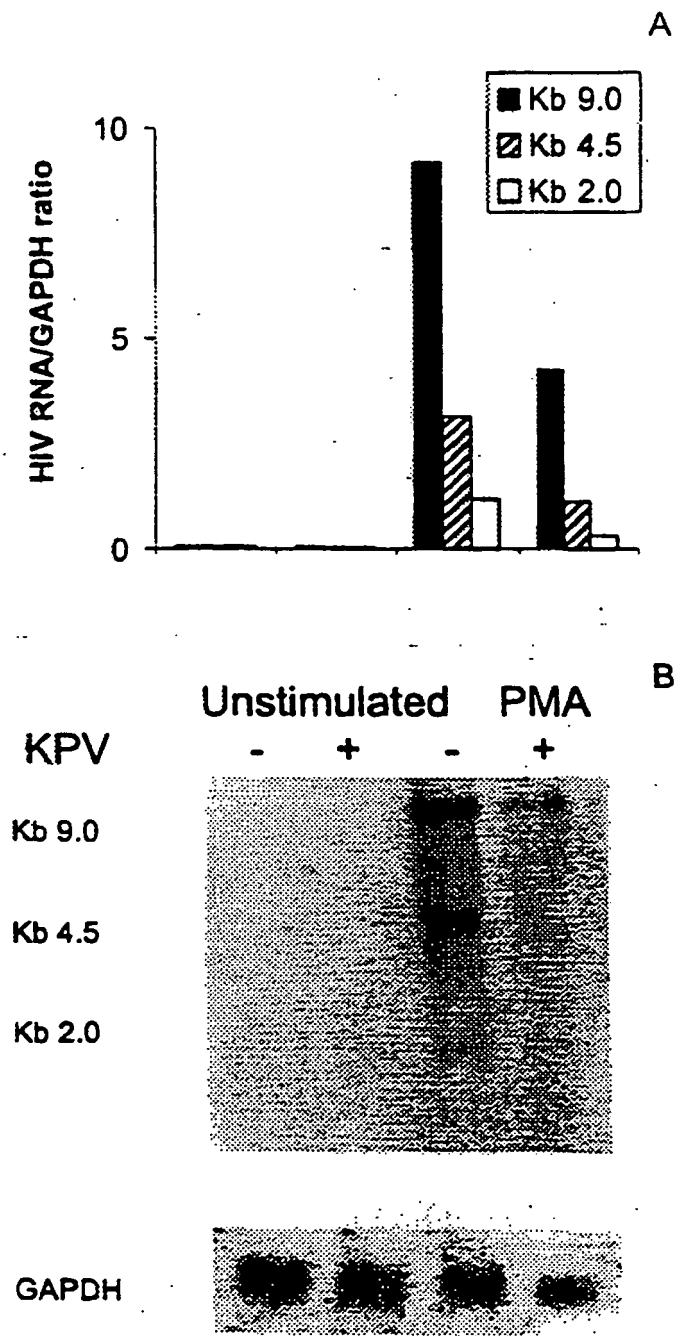 A
Kb 9.0
Kb 4.5
Kb 2.0
10
5
0
HIV RNA/GAPDH ratio
B
Unstimulated PMA
KPV - + - +
Kb 9.0
Kb 4.5
Kb 2.0
GAPDH